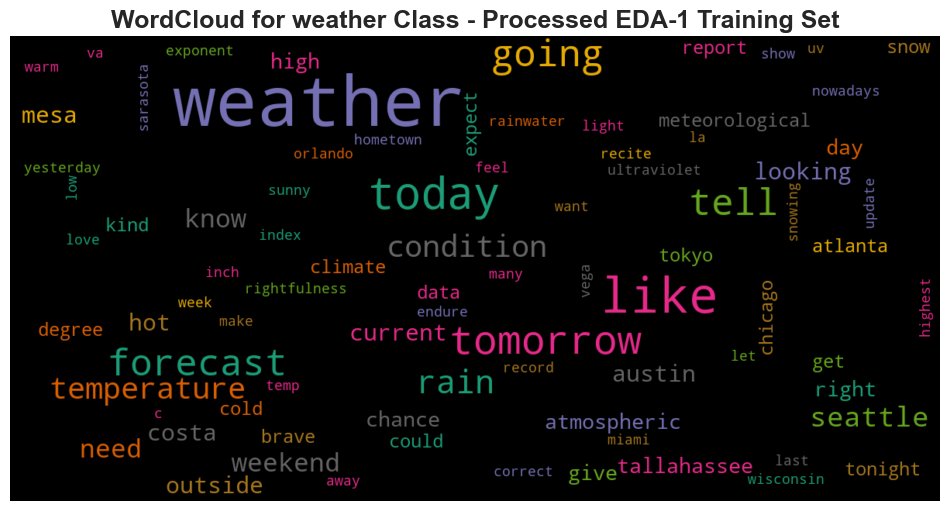 WordCloud for weather Class - Processed EDA-1 Training Set
va
exponent
high
going
report
show
uv
snow
warm
sarasota
weather
expect
nowadays
mesa
rainwater
light
meteorological
hometown
la
day
yesterday
orlando
feel
recite
ultraviolet
looking
low
sunny
today
want
tell
snowing
update
kind
know
love
index
condition
atlanta
inch
climate
many
tokyo
vega
rightfulness
data
like
chicago
highest
week
make
endure
degree
hot
current
tomorrow
let
get
forecast
record
temperature
temp
rain
austin
right
c
cold
chance
atmospheric
seattle
costa
brave
could
miami
need
weekend
correct
give
tallahassee
last
tonight
outside
away
wisconsin